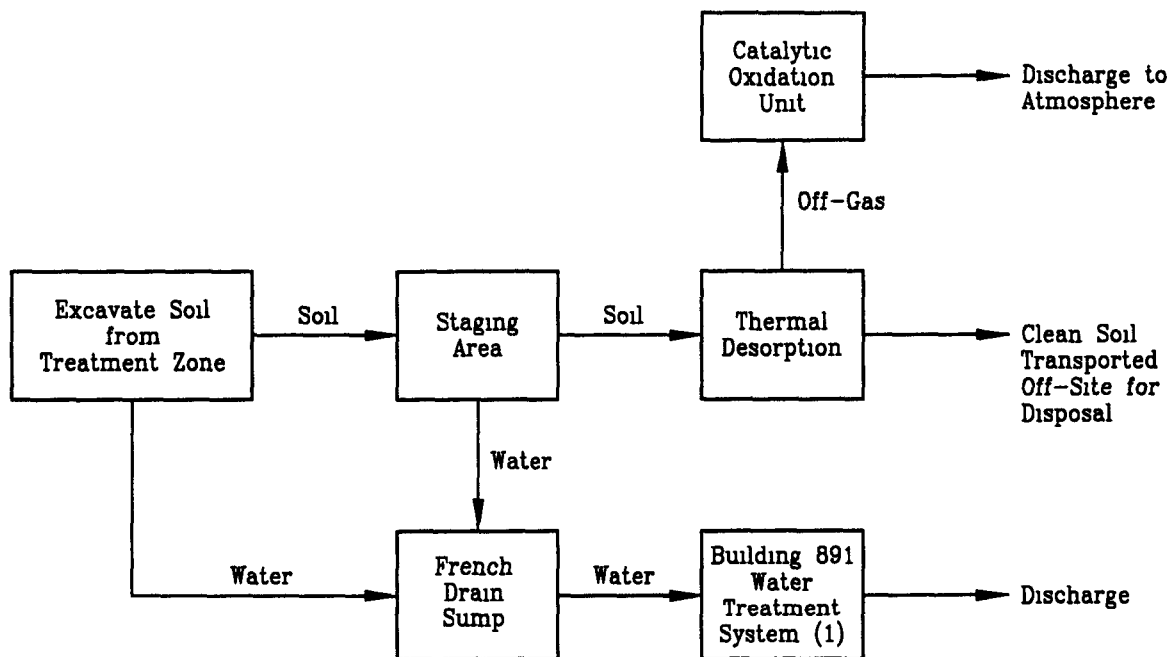 Catalytic
Oxidation
Unit
Discharge to
Atmosphere
Off-Gas
Excavate Soil
from
Treatment Zone
Soil
Staging
Area
Soil
Thermal
Desorption
Clean Soil
Transported
Off-Site for
Disposal
Water
Water
French
Drain
Sump
Water
Building 891
Water
Treatment
System (1)
Discharge